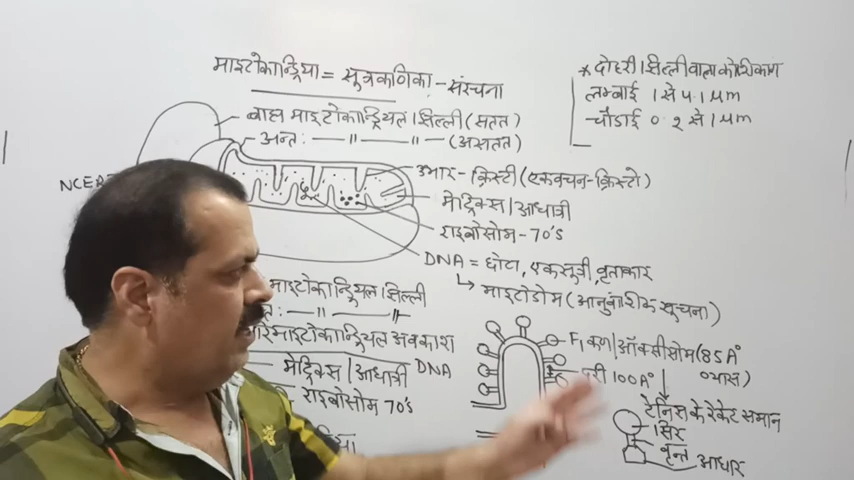 माइटोकान्ड्रिया = सूत्रकणिका - संरचना
* दोहरी झिल्ली वाला कोशिकांग
लम्बाई 1 से 4.1 μm
चौड़ाई 0.2 से 1 μm
बाह्य माइटोकान्ड्रियल झिल्ली (सतत)
अन्तः — " — " — (असतत)
NCER
उभार - क्रिस्टी (एकवचन - क्रिस्टो)
मेट्रिक्स / आधात्री
राइबोसोम - 70's
DNA = छोटा, एकसूत्री, वृताकार
माइटोडोम (आनुवांशिक सूचना)
माइटोकान्ड्रियल झिल्ली
— " — " —
परिमाइटोकान्ड्रियल अवकाश
मेट्रिक्स / आधात्री DNA
राइबोसोम 70's
F₁ कण / ऑक्सीसोम (85 A°
व्यास)
दूरी 100 A°
टेनिस के रेकेट समान
सिर
वृन्त
आधार